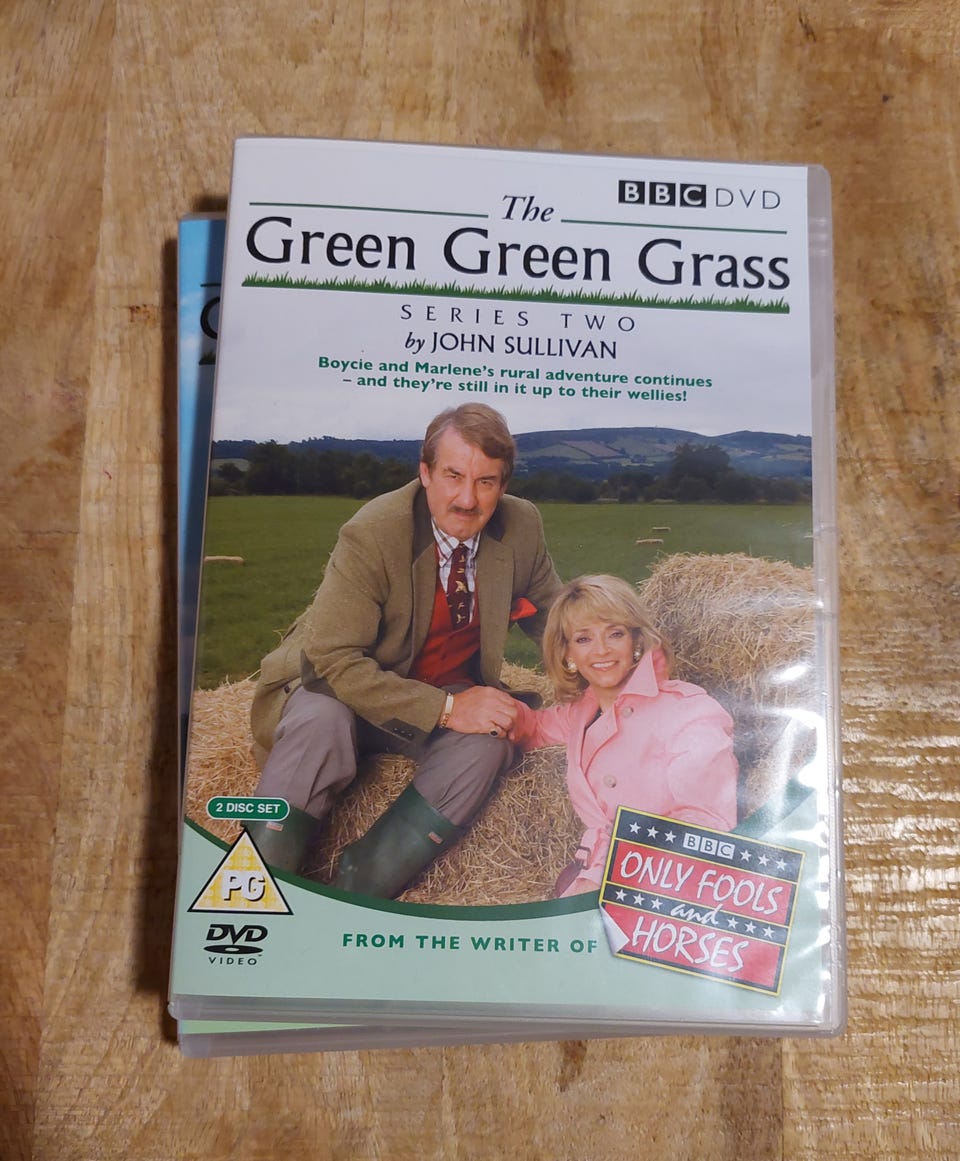 BBC DVD
The
Green Green Grass
SERIES TWO
by JOHN SULLIVAN
Boycie and Marlene's rural adventure continues
– and they're still in it up to their wellies!
2 DISC SET
PG
DVD
VIDEO
FROM THE WRITER OF
BBC
ONLY FOOLS
and
HORSES